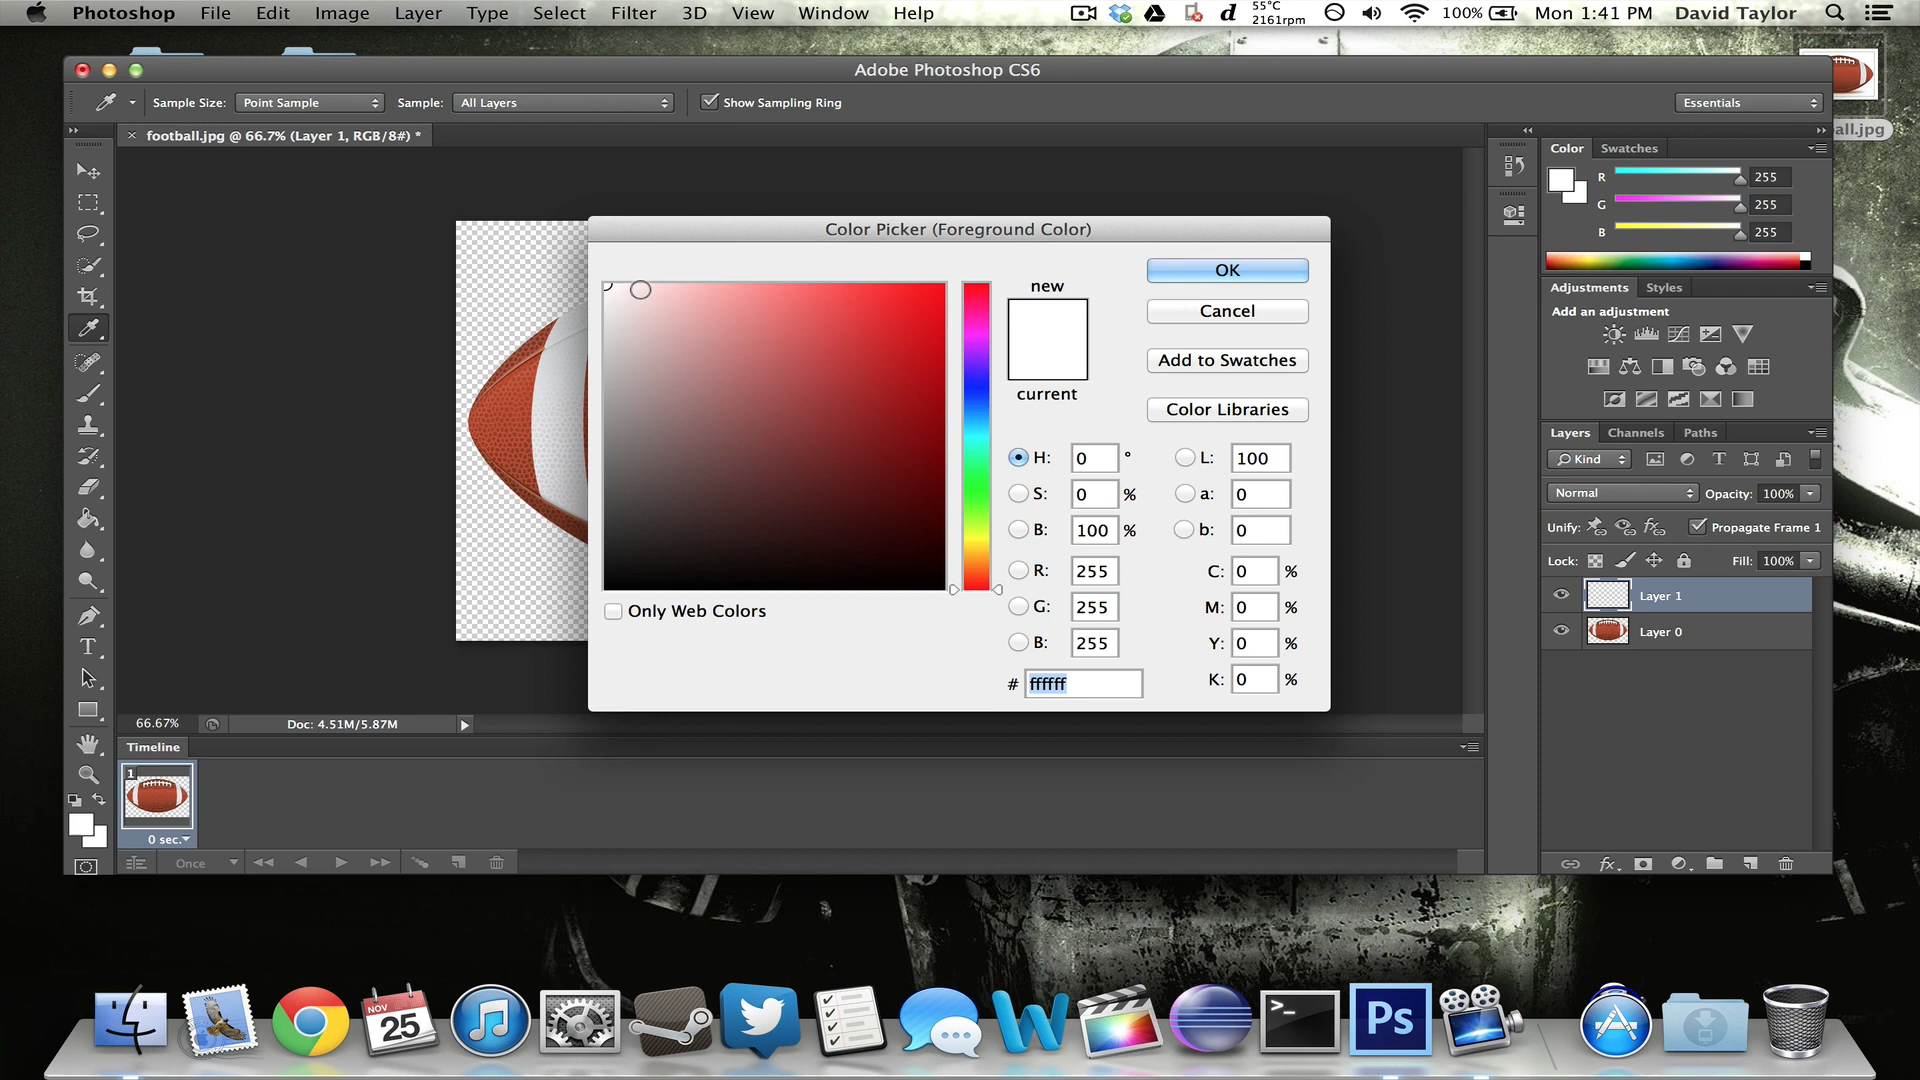 Photoshop File Edit Image Layer Type Select Filter 3D View Window Help
55°C
2161rpm
100% Mon 1:41 PM David Taylor
Adobe Photoshop CS6
Sample Size: Point Sample Sample: All Layers Show Sampling Ring Essentials
football.jpg @ 66.7% (Layer 1, RGB/8#) *
all.jpg
Color Swatches
R 255
G 255
B 255
Adjustments Styles
Add an adjustment
Layers Channels Paths
Kind
Normal Opacity: 100%
Unify: Propagate Frame 1
Lock: Fill: 100%
Layer 1
Layer 0
fx
Color Picker (Foreground Color)
new
current
OK
Cancel
Add to Swatches
Color Libraries
H: 0 ° L: 100
S: 0 % a: 0
B: 100 % b: 0
R: 255 C: 0 %
G: 255 M: 0 %
B: 255 Y: 0 %
# ffffff K: 0 %
Only Web Colors
66.67% Doc: 4.51M/5.87M
Timeline
1
0 sec.
Once
NOV
25
Ps